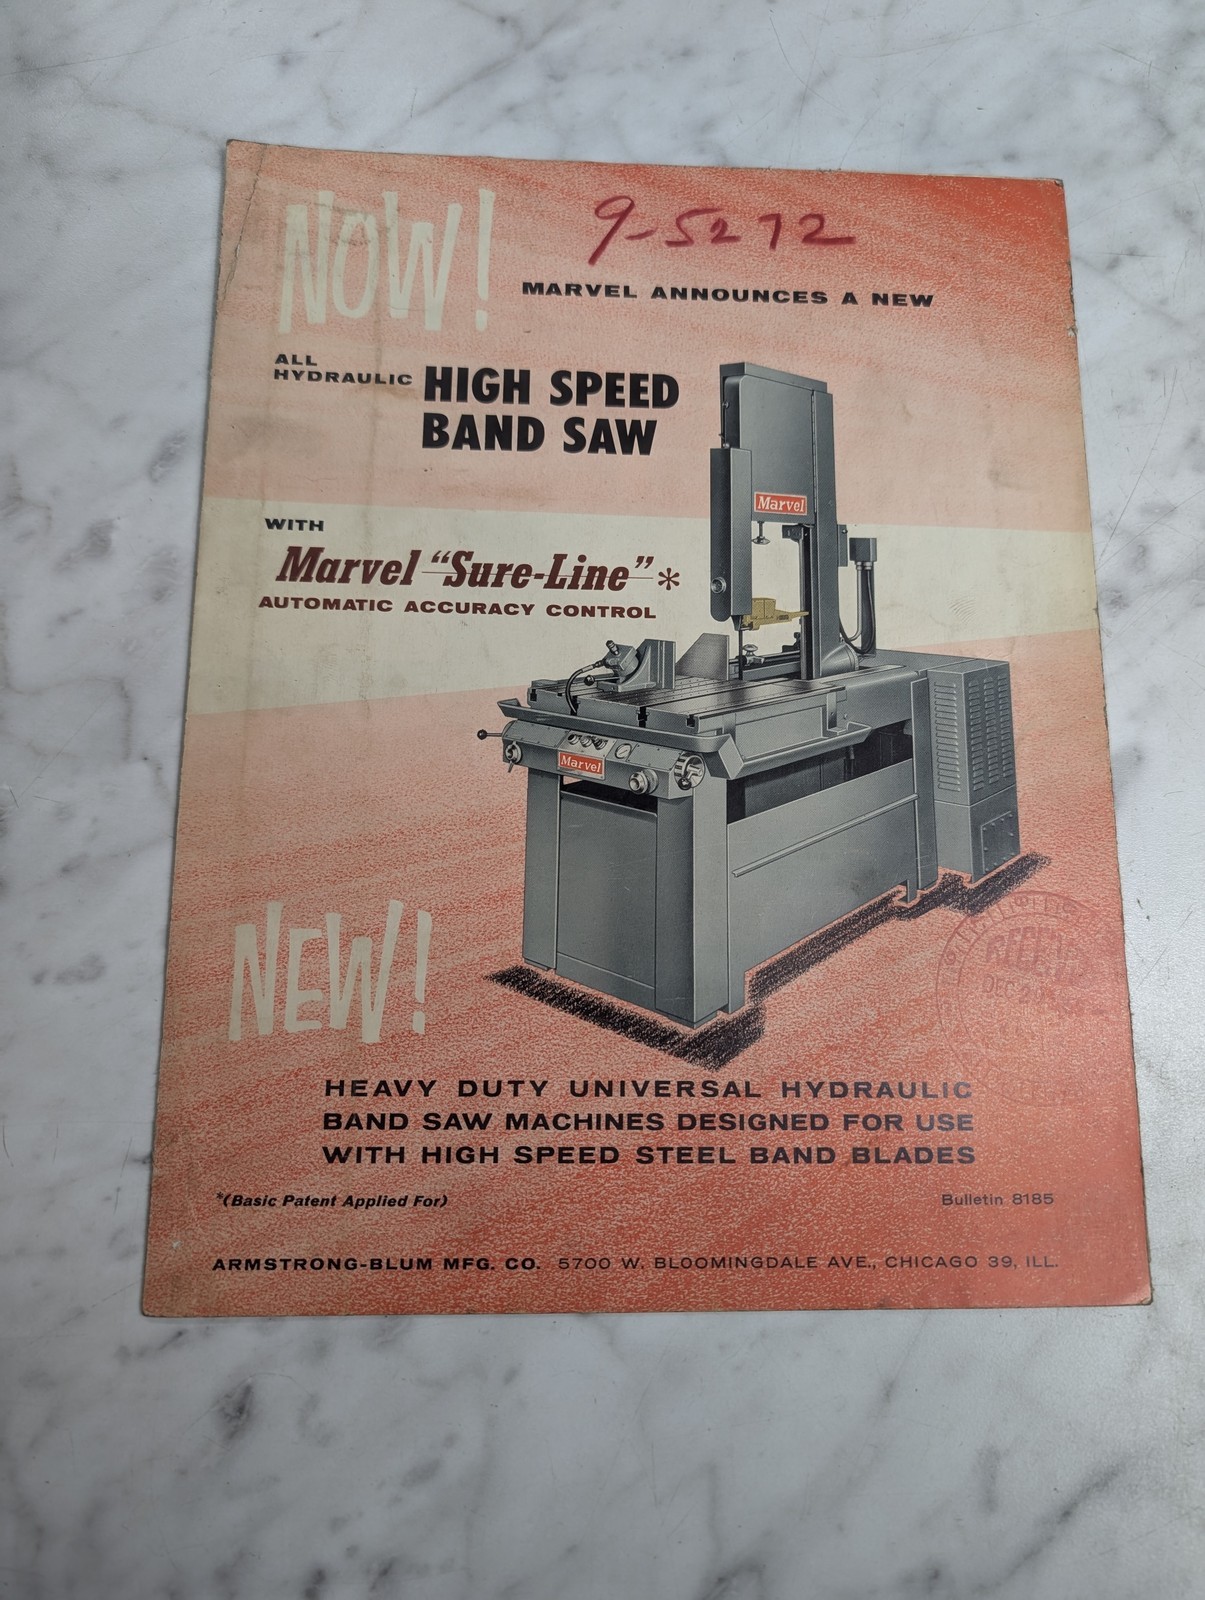 NOW!
9-5272
MARVEL ANNOUNCES A NEW
ALL
HYDRAULIC
HIGH SPEED
BAND SAW
WITH
Marvel "Sure-Line"*
AUTOMATIC ACCURACY CONTROL
Marvel
Marvel
NEW!
HEAVY DUTY UNIVERSAL HYDRAULIC
BAND SAW MACHINES DESIGNED FOR USE
WITH HIGH SPEED STEEL BAND BLADES
*(Basic Patent Applied For)
Bulletin 8185
ARMSTRONG-BLUM MFG. CO. 5700 W. BLOOMINGDALE AVE., CHICAGO 39, ILL.